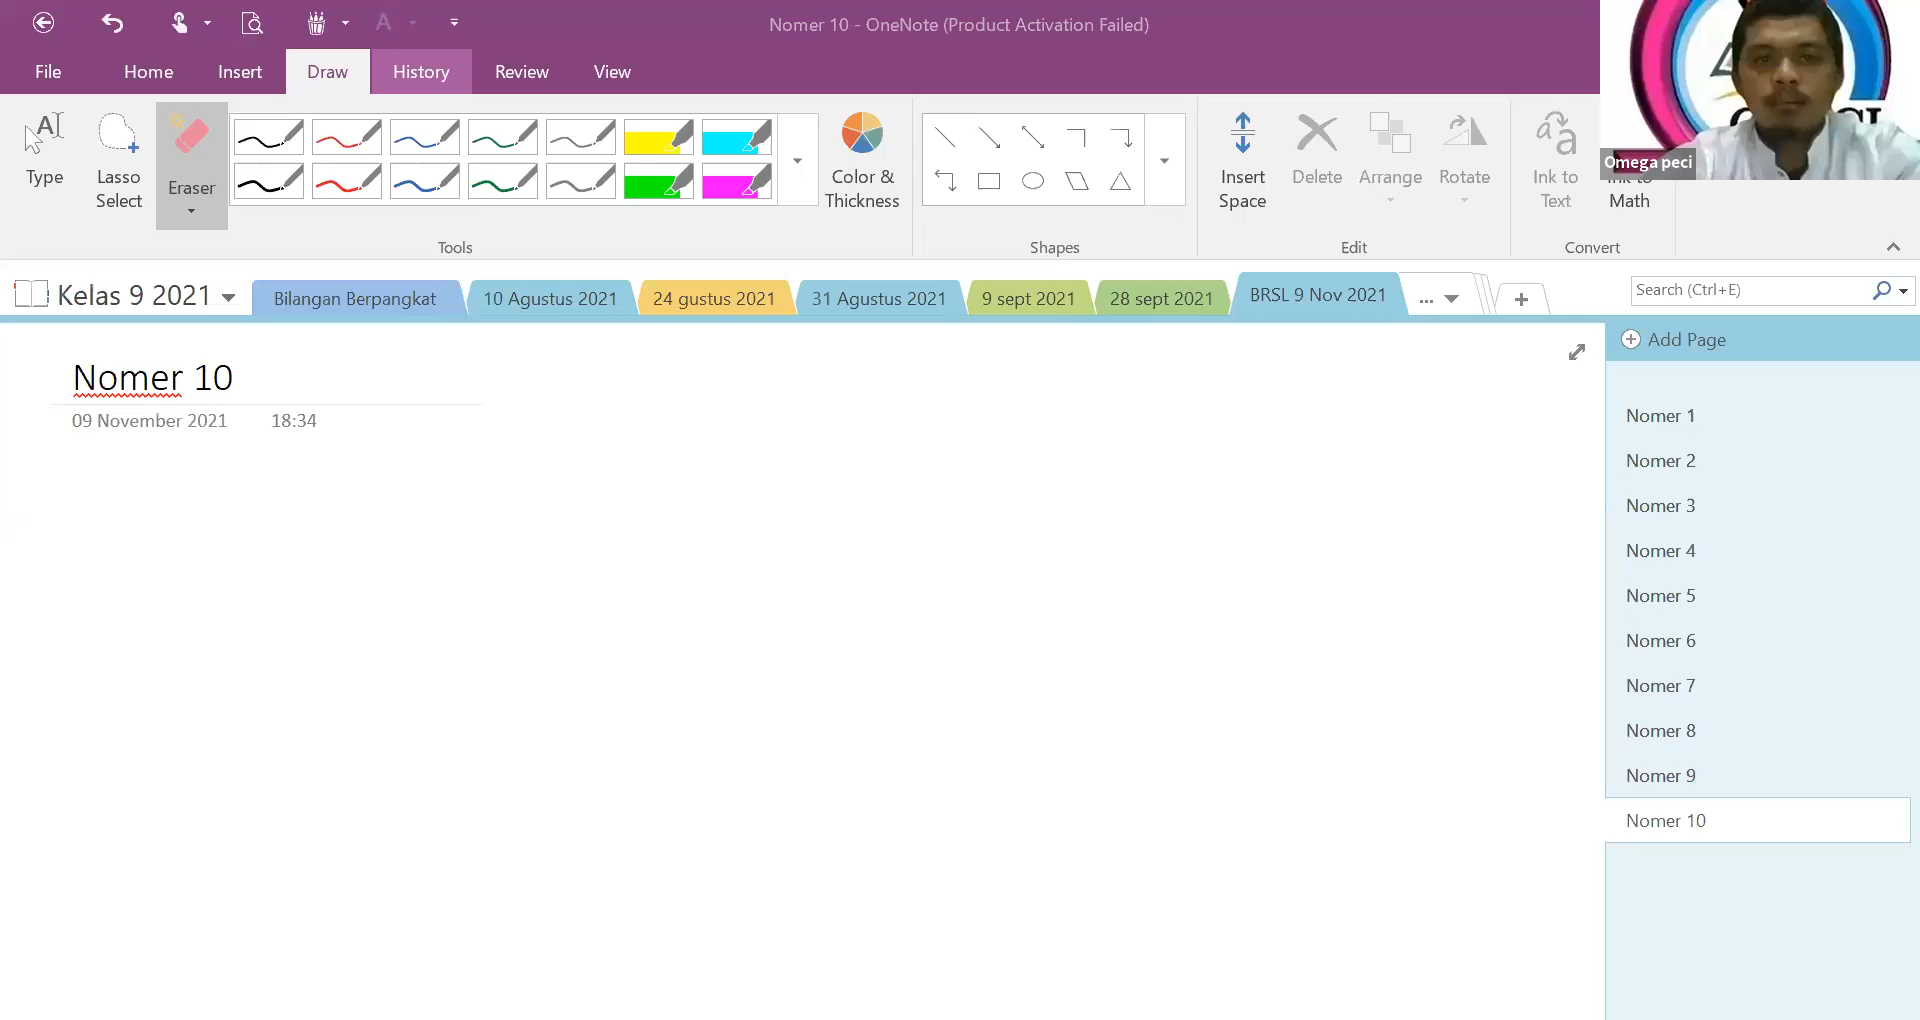 Nomer 10 - OneNote (Product Activation Failed)
File Home Insert Draw History Review View
Type
Lasso
Select
Eraser
Color &
Thickness
Insert
Space
Delete
Arrange
Rotate
Ink to
Text
Ink to
Math
Omega peci
Tools Shapes Edit Convert
Kelas 9 2021
Bilangan Berpangkat
10 Agustus 2021
24 gustus 2021
31 Agustus 2021
9 sept 2021
28 sept 2021
BRSL 9 Nov 2021
...
Search (Ctrl+E)
Nomer 10
09 November 2021 18:34
Add Page
Nomer 1
Nomer 2
Nomer 3
Nomer 4
Nomer 5
Nomer 6
Nomer 7
Nomer 8
Nomer 9
Nomer 10